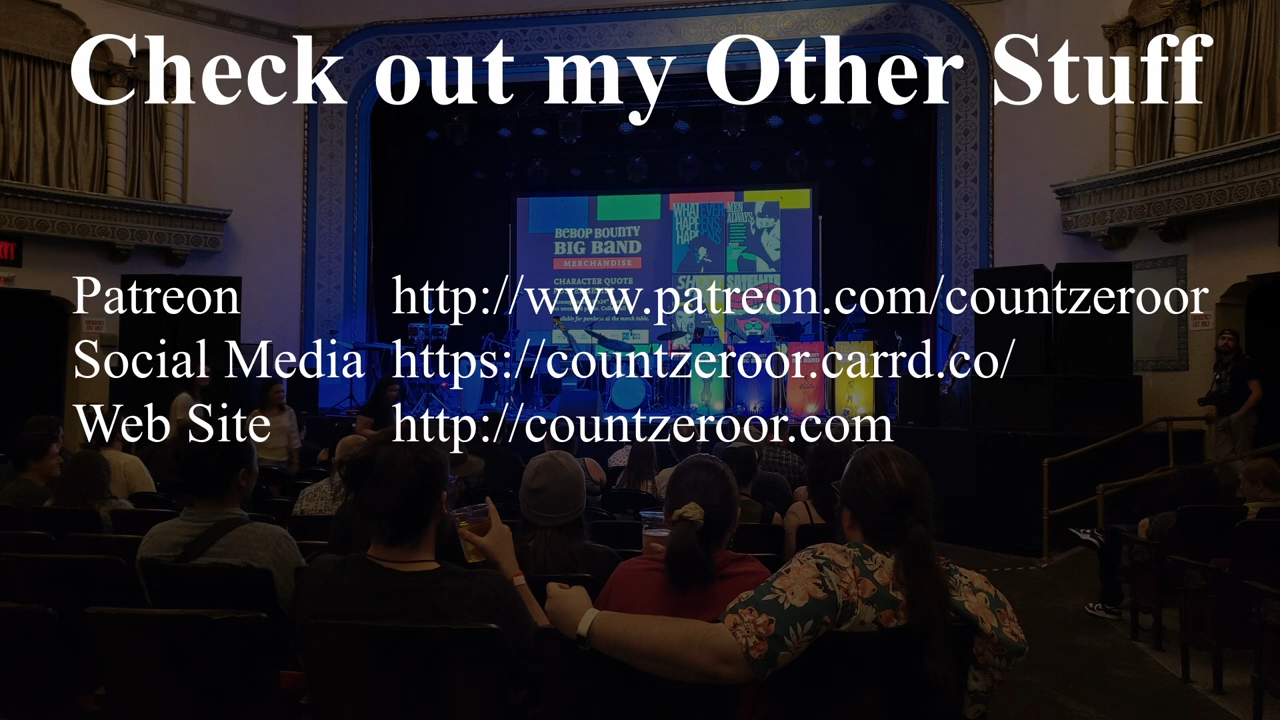 Check out my Other Stuff
BEBOP BOUNTY
BIG BAND
MERCHANDISE
CHARACTER QUOTE
Patreon http://www.patreon.com/countzeroor
Social Media https://countzeroor.carrd.co/
Web Site http://countzeroor.com